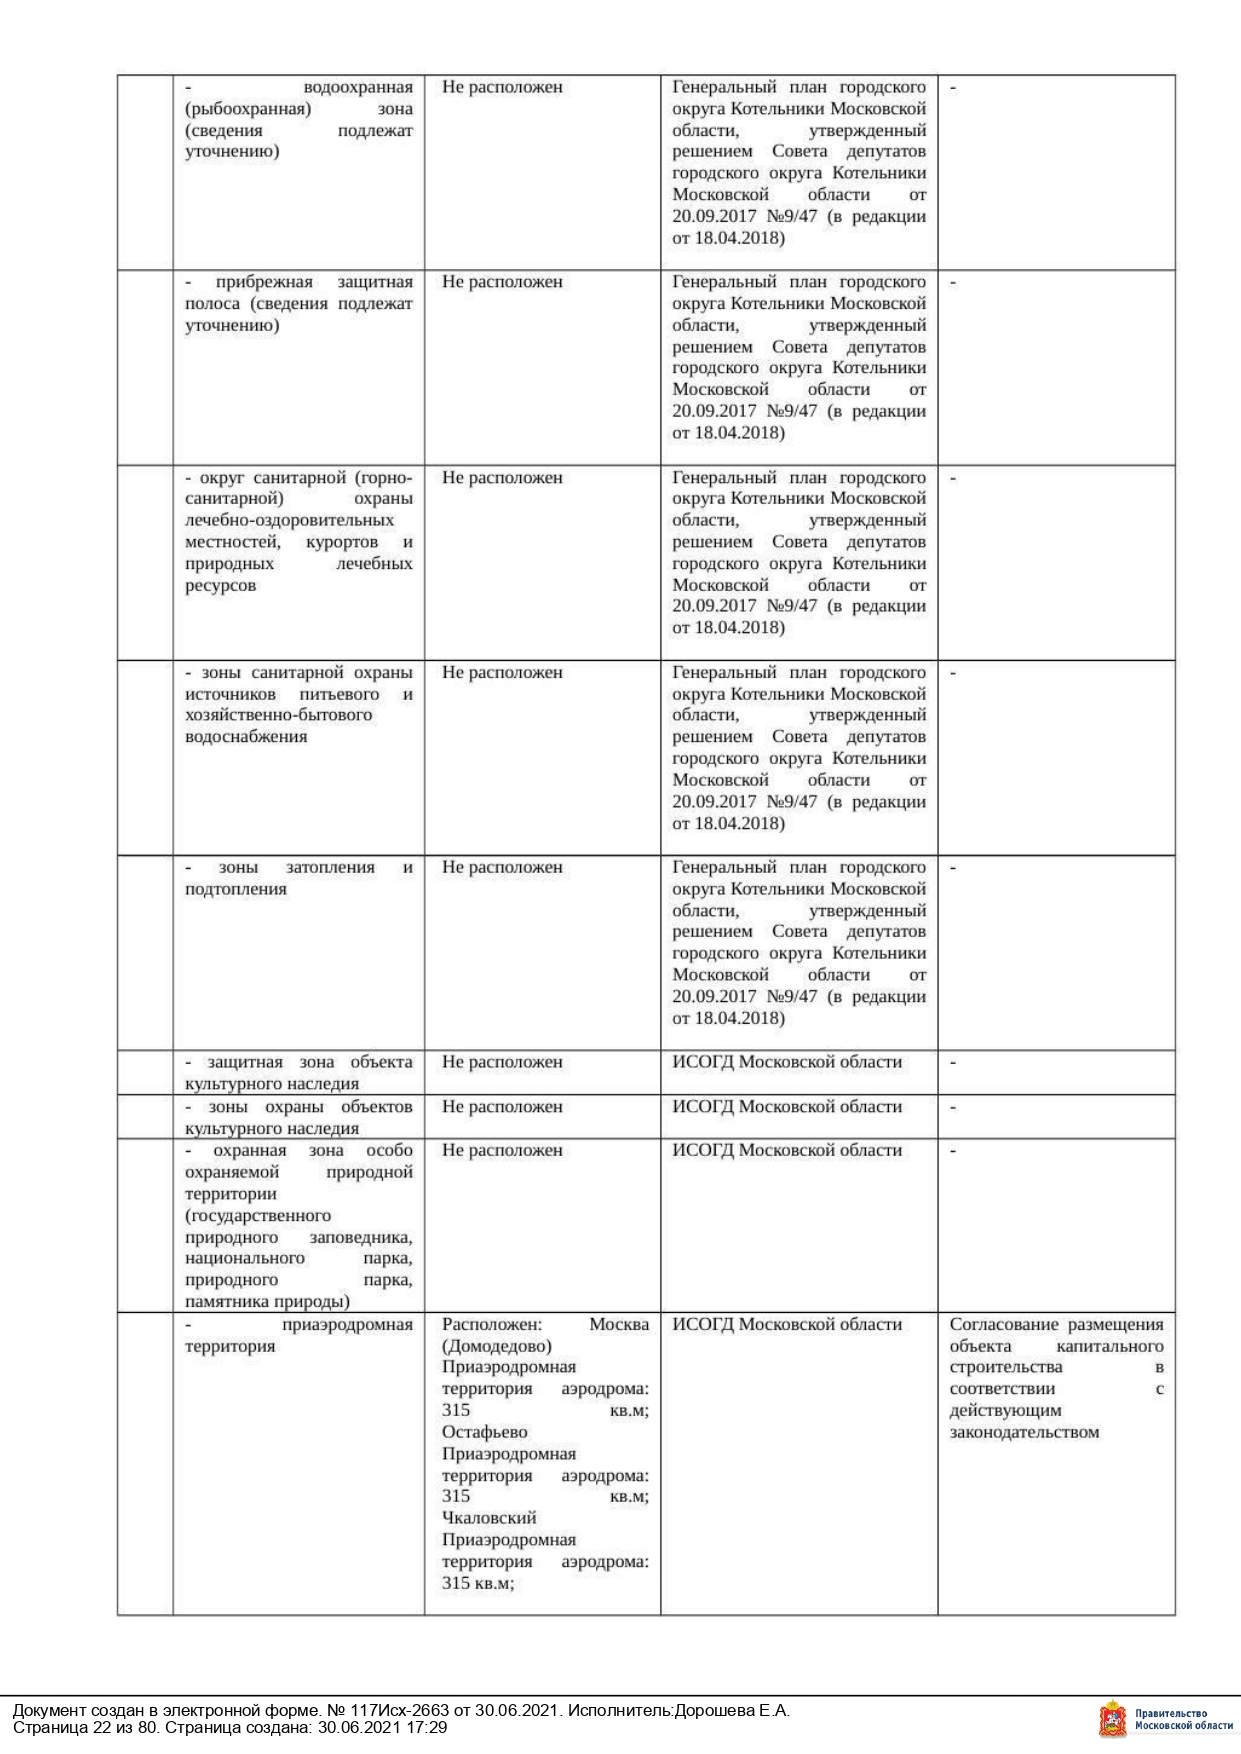 - водоохранная
(рыбоохранная) зона
(сведения подлежат
уточнению)
Не расположен
Генеральный план городского
округа Котельники Московской
области, утвержденный
решением Совета депутатов
городского округа Котельники
Московской области от
20.09.2017 №9/47 (в редакции
от 18.04.2018)
-
- прибрежная защитная
полоса (сведения подлежат
уточнению)
Не расположен
Генеральный план городского
округа Котельники Московской
области, утвержденный
решением Совета депутатов
городского округа Котельники
Московской области от
20.09.2017 №9/47 (в редакции
от 18.04.2018)
-
- округ санитарной (горно-
санитарной) охраны
лечебно-оздоровительных
местностей, курортов и
природных лечебных
ресурсов
Не расположен
Генеральный план городского
округа Котельники Московской
области, утвержденный
решением Совета депутатов
городского округа Котельники
Московской области от
20.09.2017 №9/47 (в редакции
от 18.04.2018)
-
- зоны санитарной охраны
источников питьевого и
хозяйственно-бытового
водоснабжения
Не расположен
Генеральный план городского
округа Котельники Московской
области, утвержденный
решением Совета депутатов
городского округа Котельники
Московской области от
20.09.2017 №9/47 (в редакции
от 18.04.2018)
-
- зоны затопления и
подтопления
Не расположен
Генеральный план городского
округа Котельники Московской
области, утвержденный
решением Совета депутатов
городского округа Котельники
Московской области от
20.09.2017 №9/47 (в редакции
от 18.04.2018)
-
- защитная зона объекта
культурного наследия
Не расположен
ИСОГД Московской области
-
- зоны охраны объектов
культурного наследия
Не расположен
ИСОГД Московской области
-
- охранная зона особо
охраняемой природной
территории
(государственного
природного заповедника,
национального парка,
природного парка,
памятника природы)
Не расположен
ИСОГД Московской области
-
- приаэродромная
территория
Расположен: Москва
(Домодедово)
Приаэродромная
территория аэродрома:
315 кв.м;
Остафьево
Приаэродромная
территория аэродрома:
315 кв.м;
Чкаловский
Приаэродромная
территория аэродрома:
315 кв.м;
ИСОГД Московской области
Согласование размещения
объекта капитального
строительства в
соответствии с
действующим
законодательством
Документ создан в электронной форме. № 117Исх-2663 от 30.06.2021. Исполнитель:Дорошева Е.А.
Страница 22 из 80. Страница создана: 30.06.2021 17:29
Правительство
Московской области